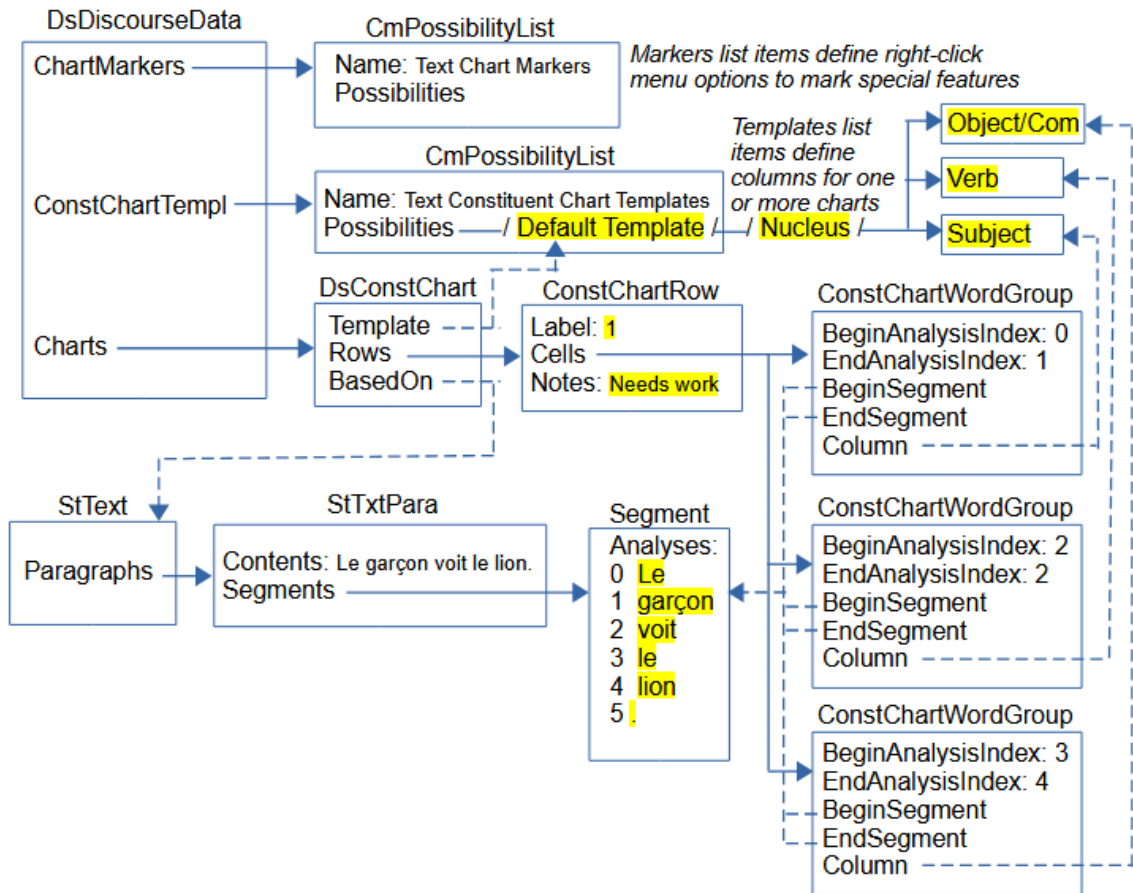 DsDiscourseData
ChartMarkers
ConstChartTempl
Charts
CmPossibilityList
Name: Text Chart Markers
Possibilities
Markers list items define right-click
menu options to mark special features
CmPossibilityList
Name: Text Constituent Chart Templates
Possibilities / Default Template / / Nucleus /
Templates list
items define
columns for one
or more charts
Object/Com
Verb
Subject
DsConstChart
Template
Rows
BasedOn
ConstChartRow
Label: 1
Cells
Notes: Needs work
ConstChartWordGroup
BeginAnalysisIndex: 0
EndAnalysisIndex: 1
BeginSegment
EndSegment
Column
StText
Paragraphs
StTxtPara
Contents: Le garçon voit le lion.
Segments
Segment
Analyses:
0 Le
1 garçon
2 voit
3 le
4 lion
5 .
ConstChartWordGroup
BeginAnalysisIndex: 2
EndAnalysisIndex: 2
BeginSegment
EndSegment
Column
ConstChartWordGroup
BeginAnalysisIndex: 3
EndAnalysisIndex: 4
BeginSegment
EndSegment
Column